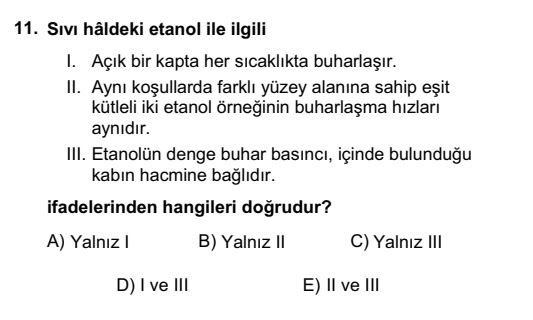 11. Sıvı hâldeki etanol ile ilgili
I. Açık bir kapta her sıcaklıkta buharlaşır.
II. Aynı koşullarda farklı yüzey alanına sahip eşit
kütleli iki etanol örneğinin buharlaşma hızları
aynıdır.
III. Etanolün denge buhar basıncı, içinde bulunduğu
kabın hacmine bağlıdır.
ifadelerinden hangileri doğrudur?
A) Yalnız I B) Yalnız II C) Yalnız III
D) I ve III E) II ve III